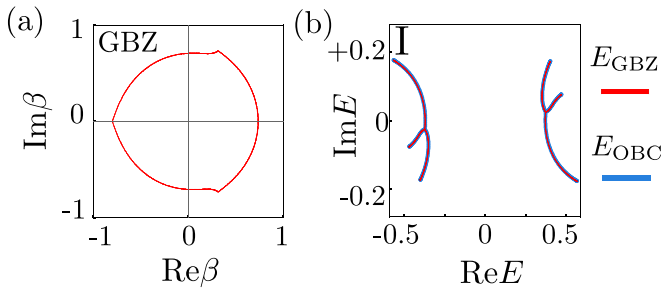 (a)
GBZ
1
0
-1
Imβ
-1
0
1
Reβ
(b)
I
+0.2
0
-0.2
ImE
-0.5
0
0.5
ReE
E_GBZ
E_OBC